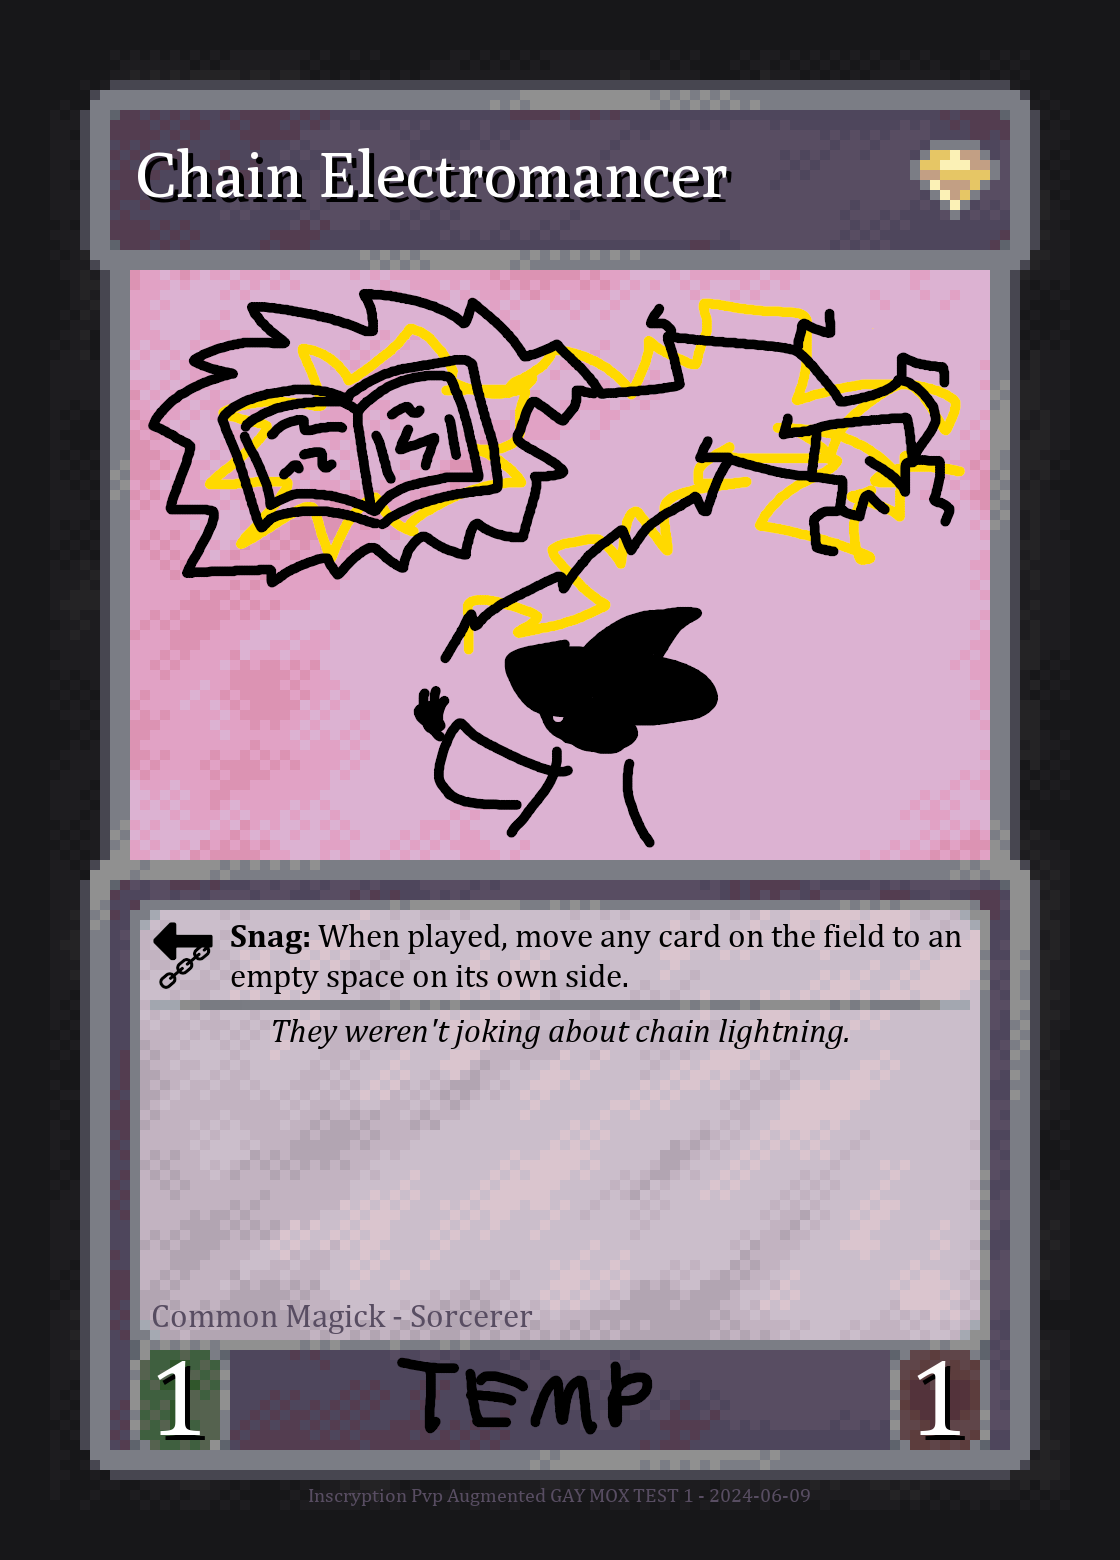 Chain Electromancer
Snag: When played, move any card on the field to an
empty space on its own side.
They weren't joking about chain lightning.
Common Magick - Sorcerer
1 TEMP 1
Inscryption Pvp Augmented GAY MOX TEST 1 - 2024-06-09